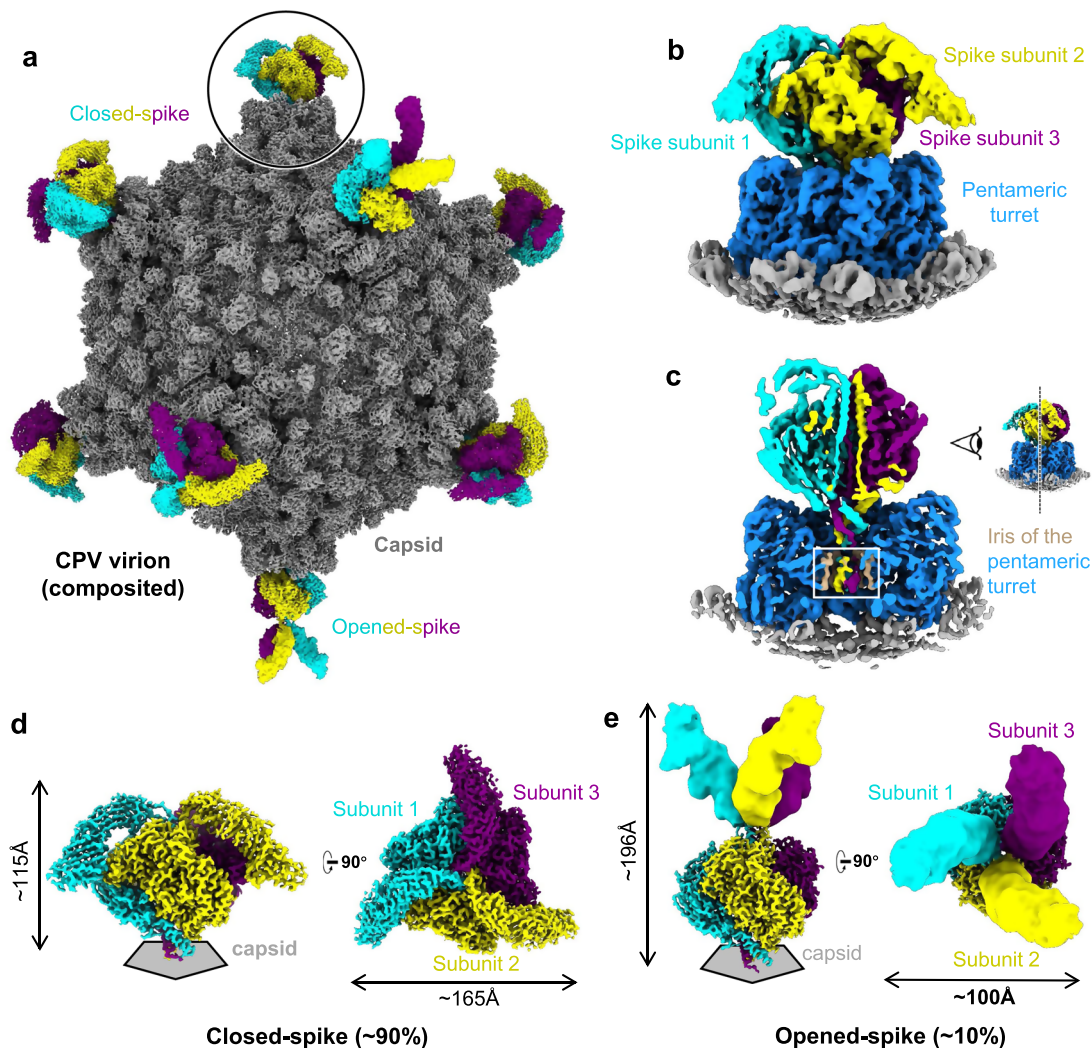 a
Closed-spike
Capsid
CPV virion
(composited)
Opened-spike
b
Spike subunit 2
Spike subunit 1
Spike subunit 3
Pentameric
turret
c
Iris of the
pentameric
turret
d
~115Å
Subunit 1
Subunit 3
90°
capsid
Subunit 2
~165Å
Closed-spike (~90%)
e
~196Å
Subunit 3
Subunit 1
90°
capsid
Subunit 2
~100Å
Opened-spike (~10%)